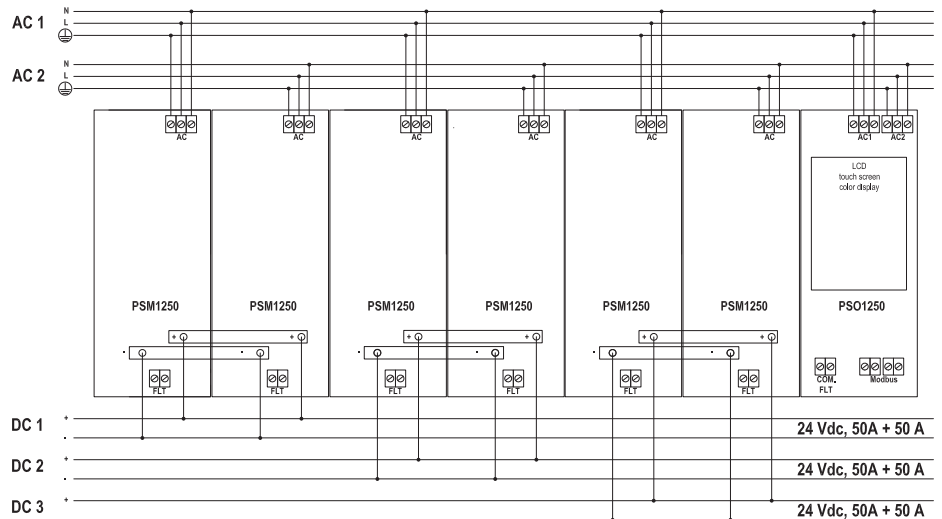 N
AC 1 L
N
AC 2 L
AC AC AC AC AC AC AC1 AC2
LCD
touch screen
color display
PSM1250 PSM1250 PSM1250 PSM1250 PSM1250 PSM1250 PSO1250
+ + + + + +
- - - - - -
FLT FLT FLT FLT FLT FLT COM. Modbus
FLT
DC 1 + 24 Vdc, 50A + 50 A
-
DC 2 + 24 Vdc, 50A + 50 A
-
DC 3 + 24 Vdc, 50A + 50 A